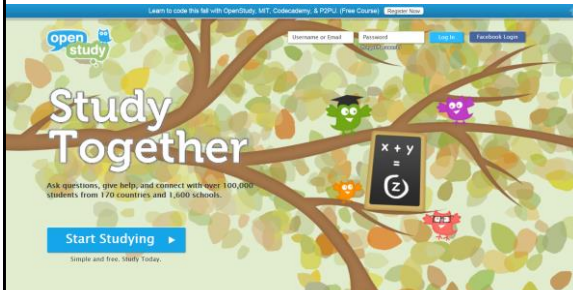 Learn to code this fall with OpenStudy, MIT, Codecademy, & P2PU. (Free Course) Register Now
open
study
Username or Email Password Log In Facebook Login
Study
Together
x + y
=
z
Ask questions, give help, and connect with over 100,000
students from 170 countries and 1,600 schools.
Start Studying
Simple and free. Study Today.